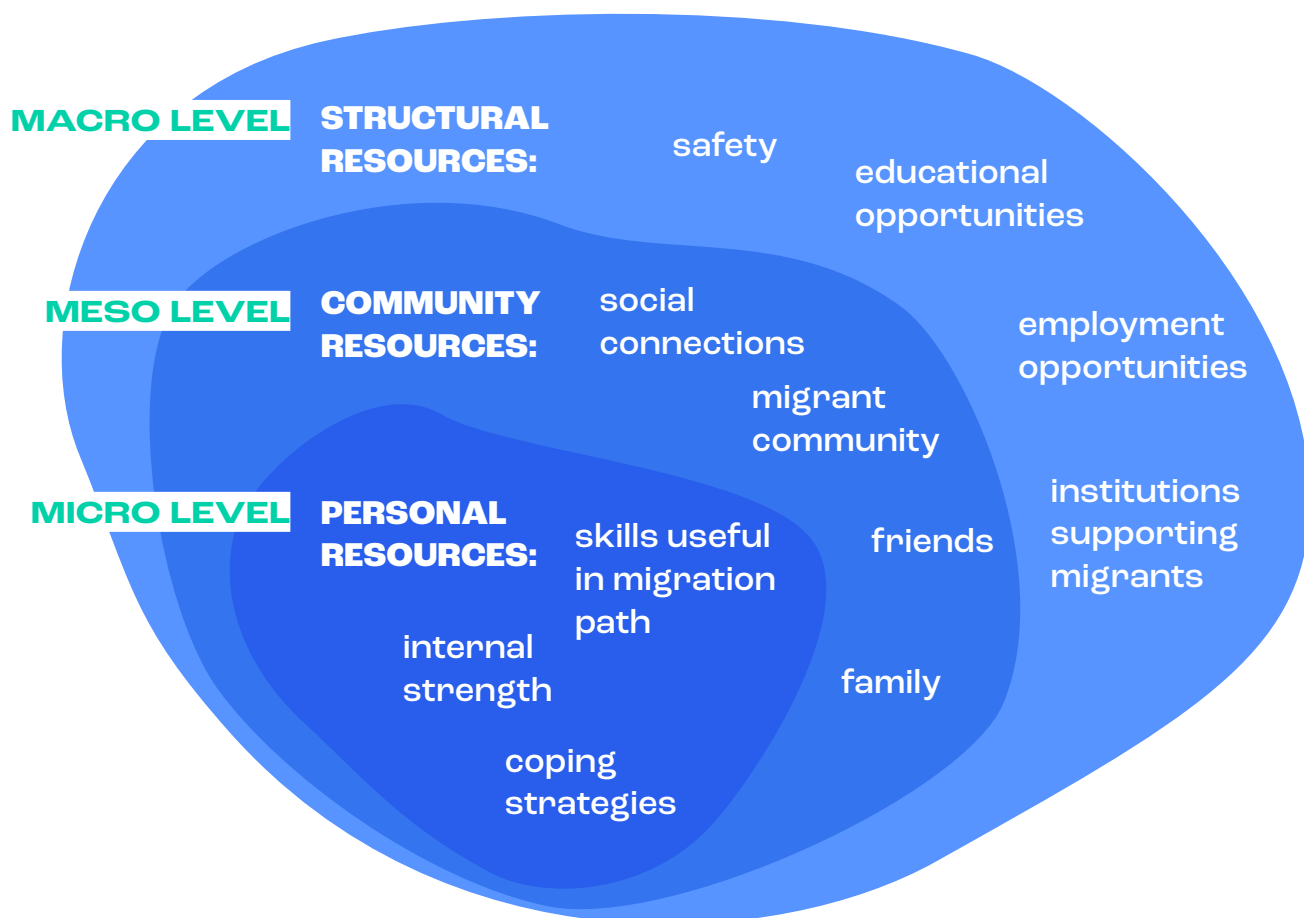 MACRO LEVEL
STRUCTURAL
RESOURCES:
safety
educational
opportunities
MESO LEVEL
COMMUNITY
RESOURCES:
social
connections
employment
opportunities
migrant
community
MICRO LEVEL
PERSONAL
RESOURCES:
skills useful
in migration
path
friends
institutions
supporting
migrants
internal
strength
family
coping
strategies